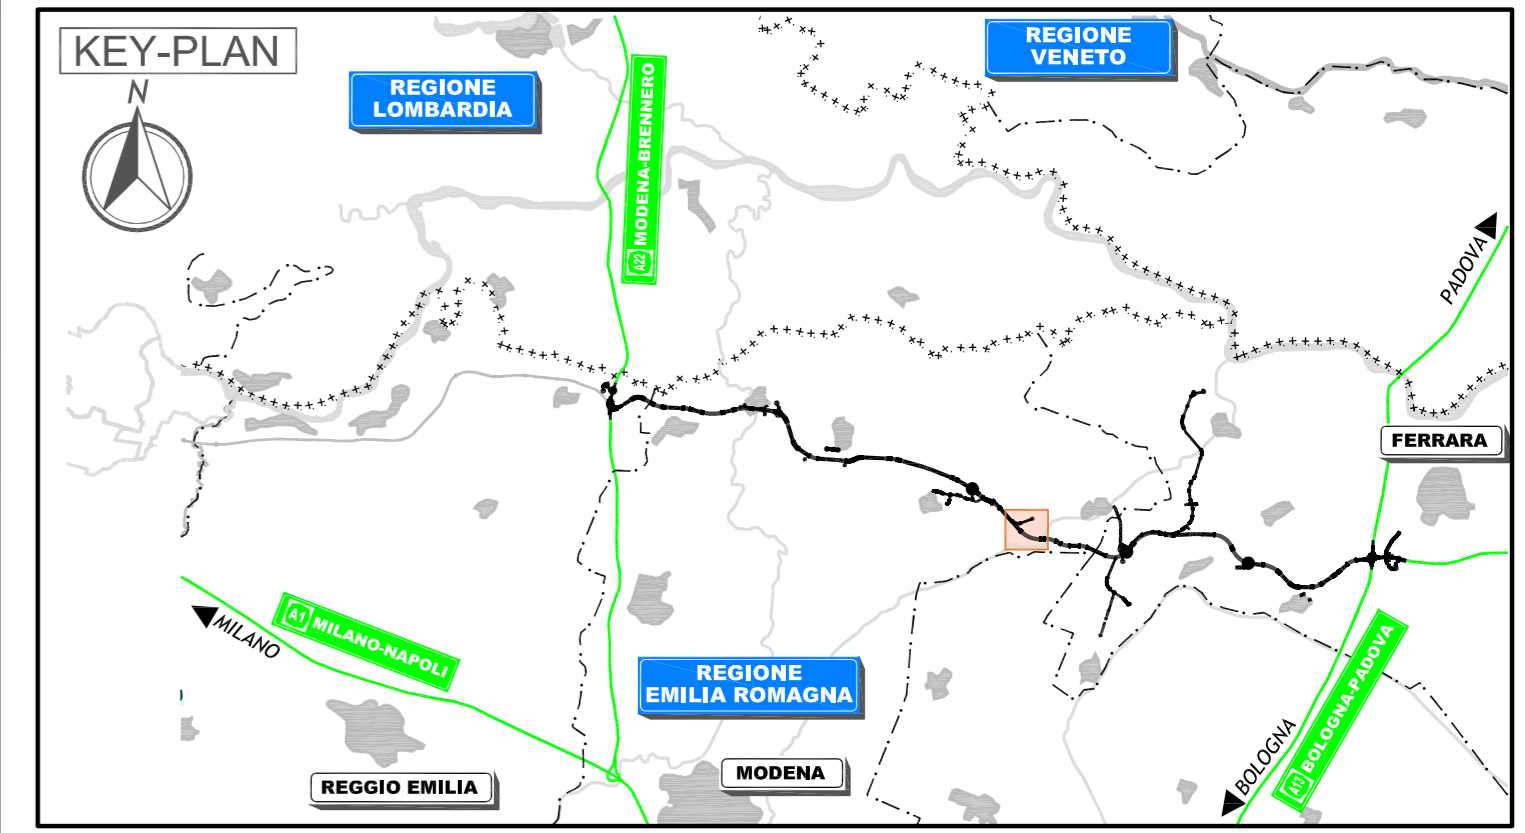 KEY-PLAN
N
REGIONE
LOMBARDIA
REGIONE
VENETO
A22 MODENA-BRENNERO
PADOVA
FERRARA
MILANO
A1 MILANO-NAPOLI
REGIONE
EMILIA ROMAGNA
REGGIO EMILIA
MODENA
BOLOGNA
A13 BOLOGNA-PADOVA